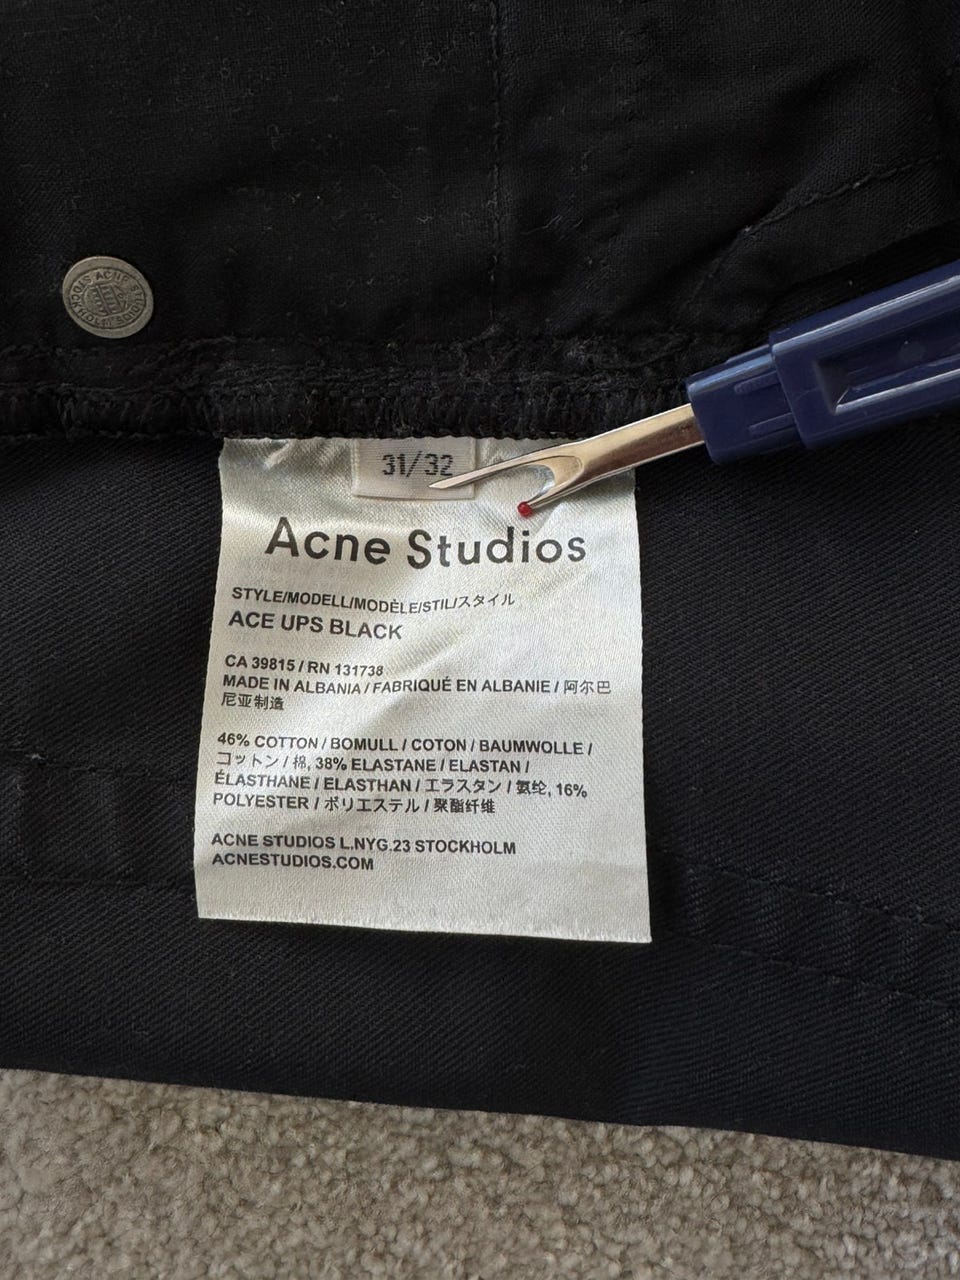 ACNE STUDIOS
STOCKHOLM
31/32
Acne Studios
STYLE/MODELL/MODÈLE/STIL/スタイル
ACE UPS BLACK
CA 39815 / RN 131738
MADE IN ALBANIA / FABRIQUÉ EN ALBANIE / 阿尔巴
尼亚制造
46% COTTON / BOMULL / COTON / BAUMWOLLE /
コットン / 棉, 38% ELASTANE / ELASTAN /
ÉLASTHANE / ELASTHAN / エラスタン / 氨纶, 16%
POLYESTER / ポリエステル / 聚酯纤维
ACNE STUDIOS L.NYG.23 STOCKHOLM
ACNESTUDIOS.COM